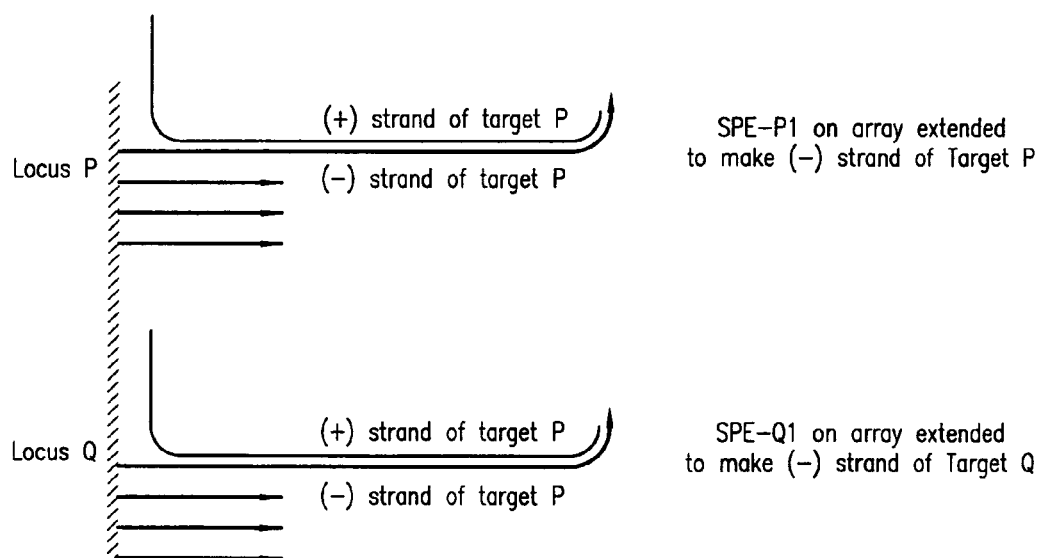 (+) strand of target P
SPE-P1 on array extended
to make (-) strand of Target P
Locus P
(-) strand of target P
(+) strand of target P
SPE-Q1 on array extended
to make (-) strand of Target Q
Locus Q
(-) strand of target P